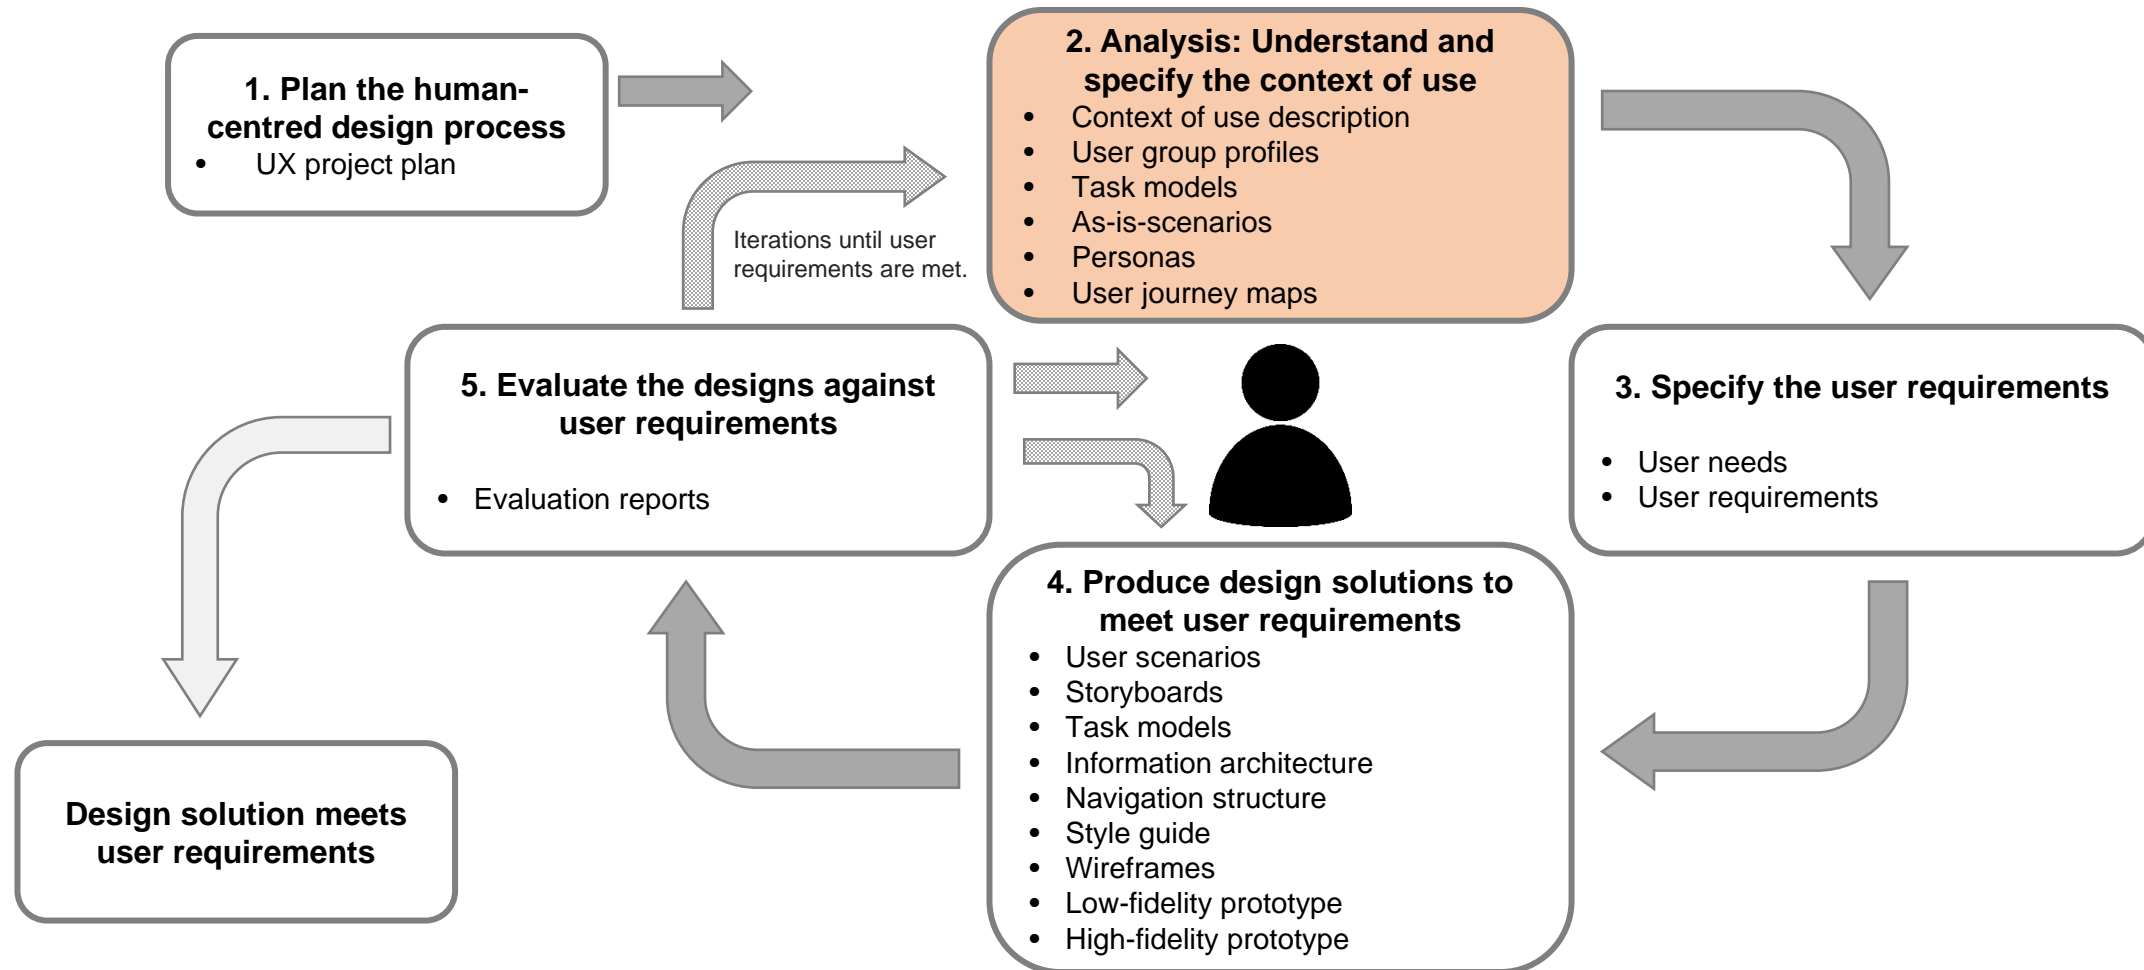 1. Plan the human-
centred design process
• UX project plan
2. Analysis: Understand and
specify the context of use
• Context of use description
• User group profiles
• Task models
• As-is-scenarios
• Personas
• User journey maps
Iterations until user
requirements are met.
3. Specify the user requirements
• User needs
• User requirements
5. Evaluate the designs against
user requirements
• Evaluation reports
4. Produce design solutions to
meet user requirements
• User scenarios
• Storyboards
• Task models
• Information architecture
• Navigation structure
• Style guide
• Wireframes
• Low-fidelity prototype
• High-fidelity prototype
Design solution meets
user requirements